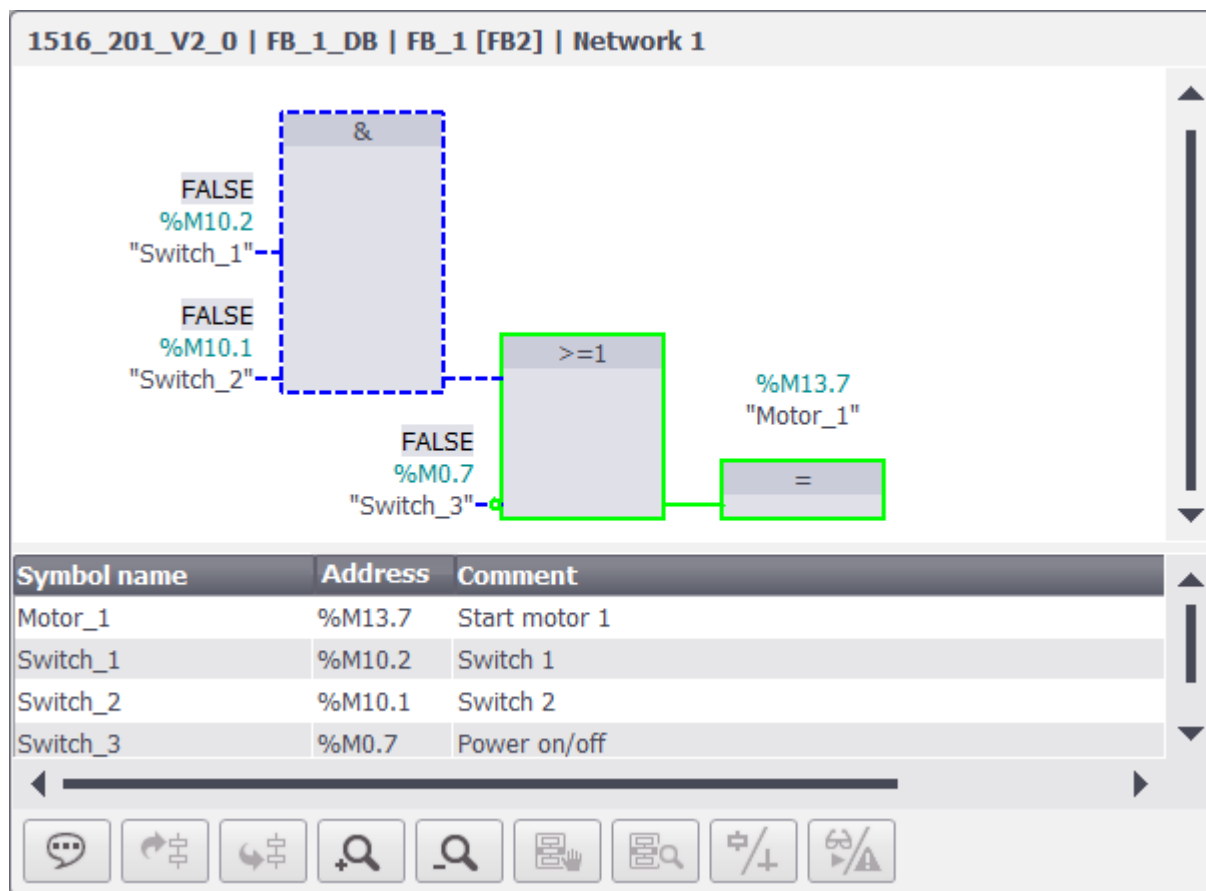 1516_201_V2_0 | FB_1_DB | FB_1 [FB2] | Network 1
&
FALSE
%M10.2
"Switch_1"
FALSE
%M10.1
"Switch_2"
>=1
%M13.7
"Motor_1"
FALSE
%M0.7
"Switch_3"
=
Symbol name Address Comment
Motor_1 %M13.7 Start motor 1
Switch_1 %M10.2 Switch 1
Switch_2 %M10.1 Switch 2
Switch_3 %M0.7 Power on/off